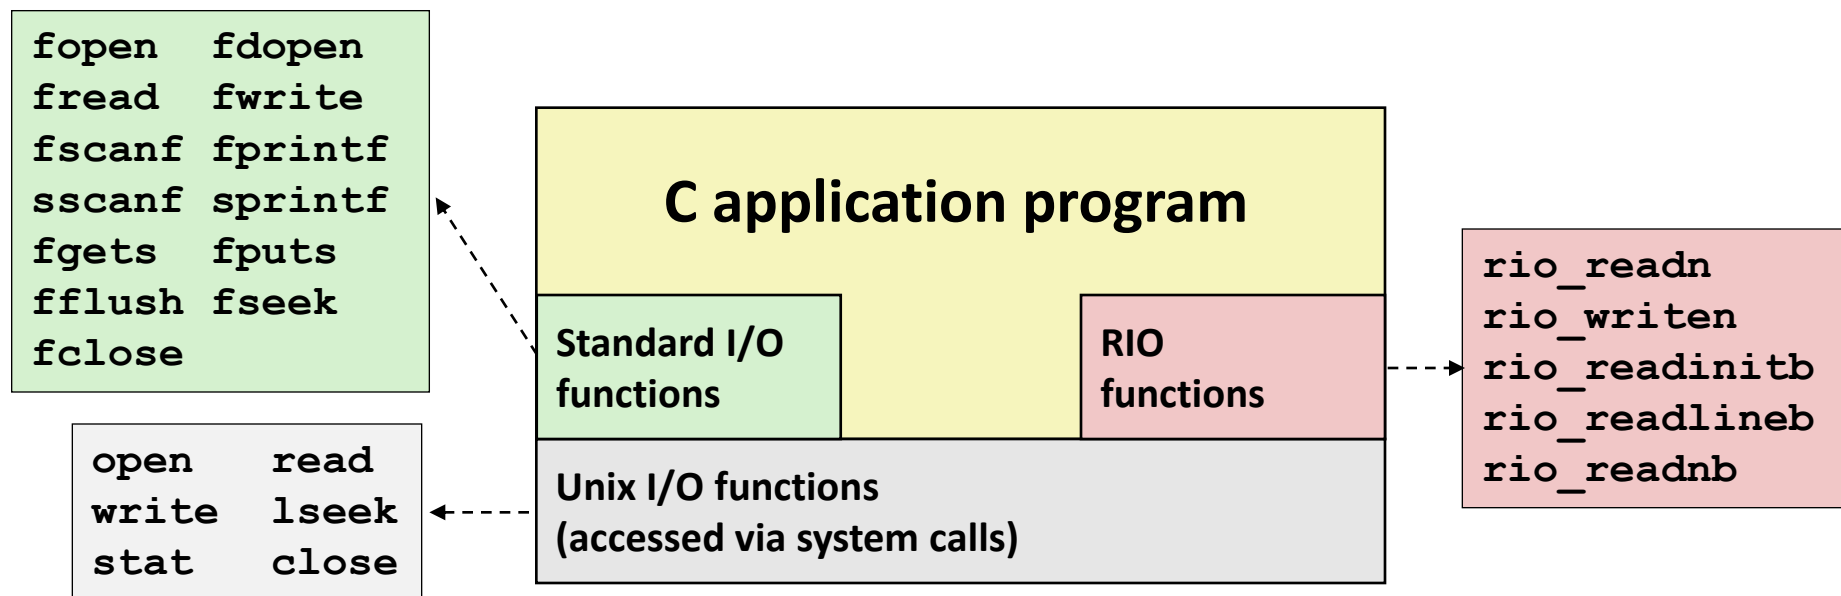 fopen fdopen
fread fwrite
fscanf fprintf
sscanf sprintf
fgets fputs
fflush fseek
fclose
C application program
Standard I/O
functions
RIO
functions
rio_readn
rio_writen
rio_readinitb
rio_readlineb
rio_readnb
open read
write lseek
stat close
Unix I/O functions
(accessed via system calls)